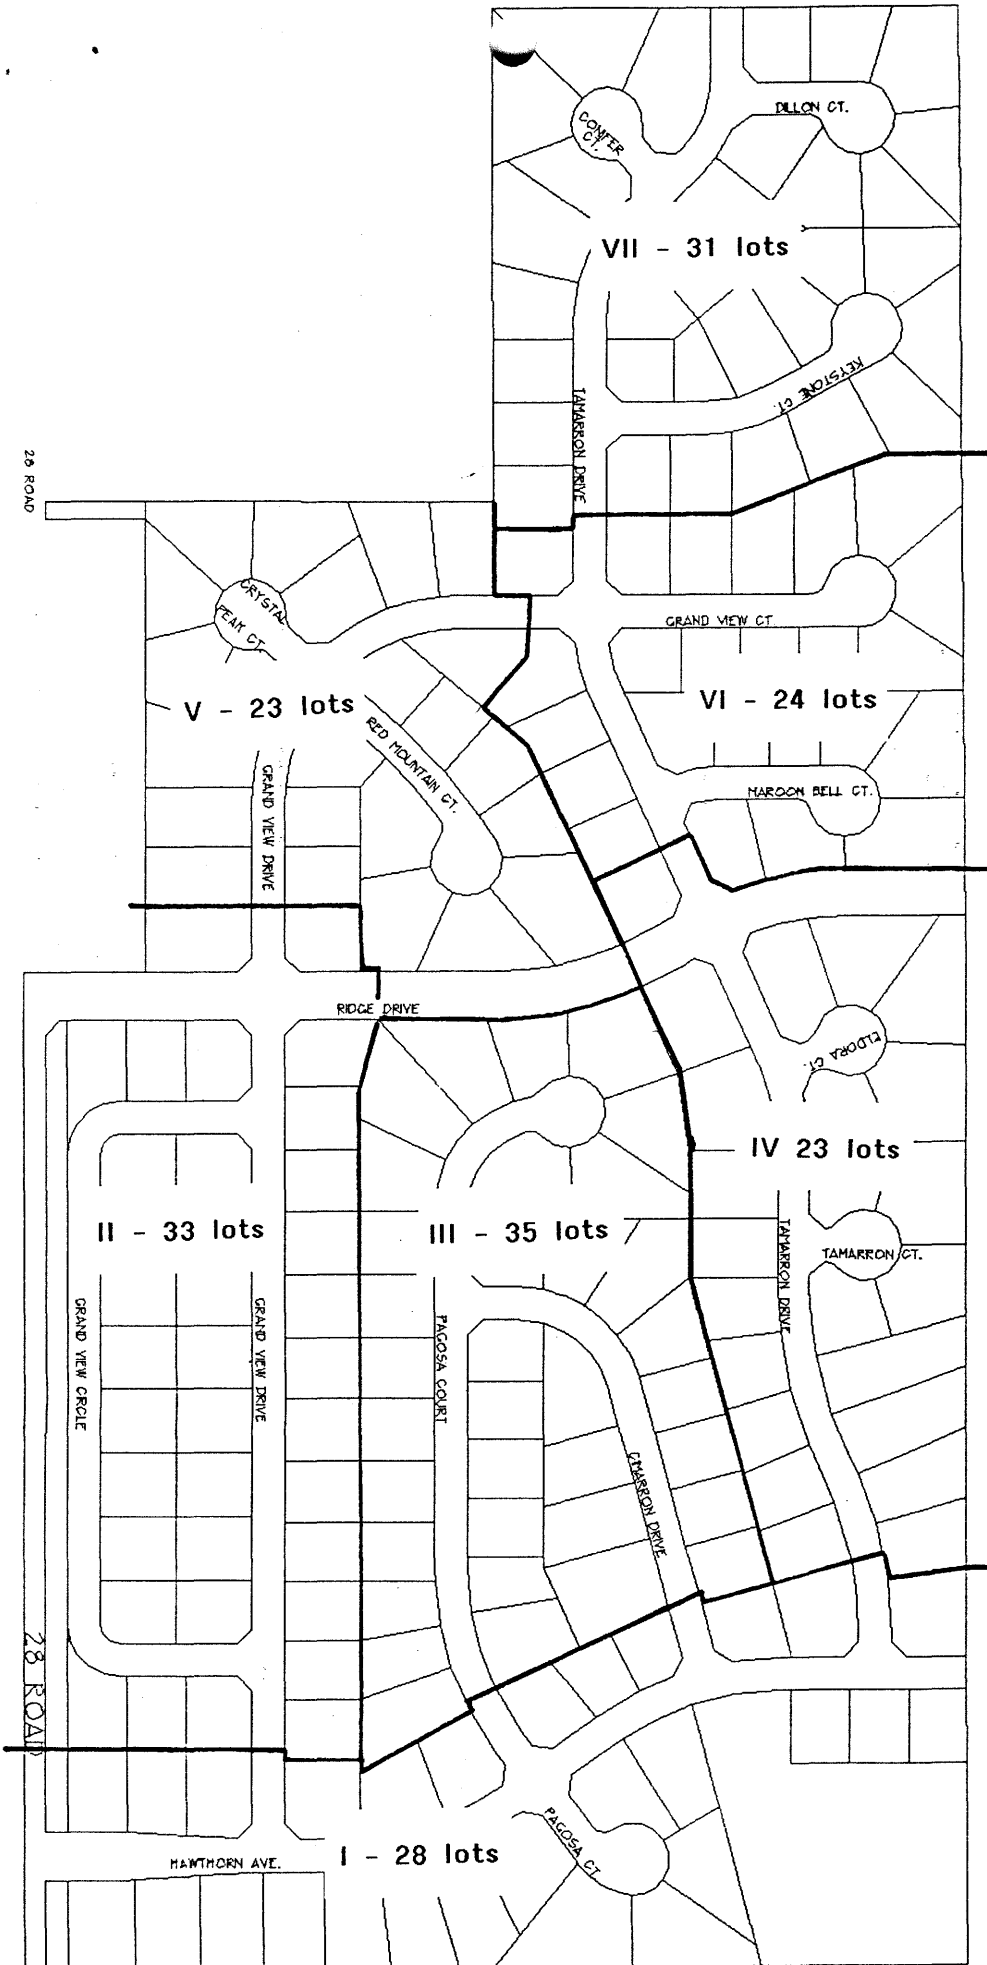 DILLON CT.
COMFER
CT.
VII - 31 lots
KEYSTONE CT.
TAMARRON DRIVE
28 ROAD
CRYSTAL
PEAK CT.
GRAND VIEW CT.
V - 23 lots
VI - 24 lots
RED MOUNTAIN CT.
GRAND VIEW DRIVE
MAROON BELL CT.
RIDGE DRIVE
ELDORA CT.
IV 23 lots
II - 33 lots
III - 35 lots
TAMARRON DRIVE
TAMARRON CT.
GRAND VIEW CIRCLE
GRAND VIEW DRIVE
PAGOSA COURT
CIMARRON DRIVE
28 ROAD
PAGOSA CT.
I - 28 lots
HAWTHORN AVE.